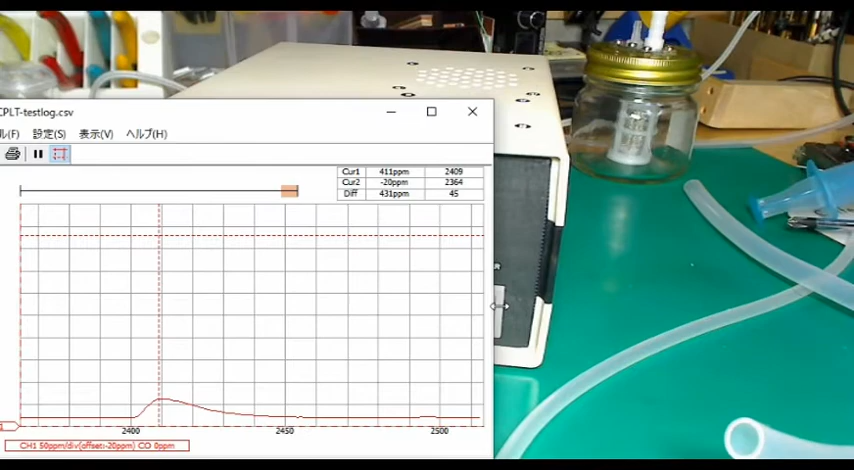 CPLT-testlog.csv
ル(F) 設定(S) 表示(V) ヘルプ(H)
Cur1 411ppm 2409
Cur2 -20ppm 2364
Diff 431ppm 45
2400 2450 2500
CH1 50ppm/div(offset:-20ppm) CO 0ppm